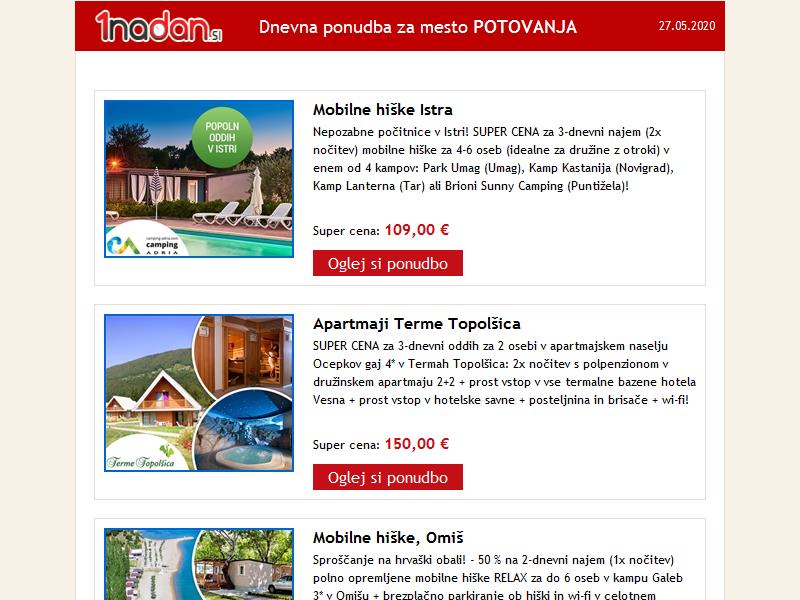 1nadan.si
Dnevna ponudba za mesto POTOVANJA
27.05.2020
POPOLN
ODDIH
V ISTRI
camping-adria.com
camping
ADRIA
Mobilne hiške Istra
Nepozabne počitnice v Istri! SUPER CENA za 3-dnevni najem (2x
nočitev) mobilne hiške za 4-6 oseb (idealne za družine z otroki) v
enem od 4 kampov: Park Umag (Umag), Kamp Kastanija (Novigrad),
Kamp Lanterna (Tar) ali Brioni Sunny Camping (Puntižela)!
Super cena: 109,00 €
Oglej si ponudbo
Terme Topolšica
Apartmaji Terme Topolšica
SUPER CENA za 3-dnevni oddih za 2 osebi v apartmajskem naselju
Ocepkov gaj 4* v Termah Topolšica: 2x nočitev s polpenzionom v
družinskem apartmaju 2+2 + prost vstop v vse termalne bazene hotela
Vesna + prost vstop v hotelske savne + posteljnina in brisače + wi-fi!
Super cena: 150,00 €
Oglej si ponudbo
Mobilne hiške, Omiš
Sproščanje na hrvaški obali! - 50 % na 2-dnevni najem (1x nočitev)
polno opremljene mobilne hiške RELAX za do 6 oseb v kampu Galeb
3* v Omišu + brezplačno parkiranje ob hiški in wi-fi v celotnem